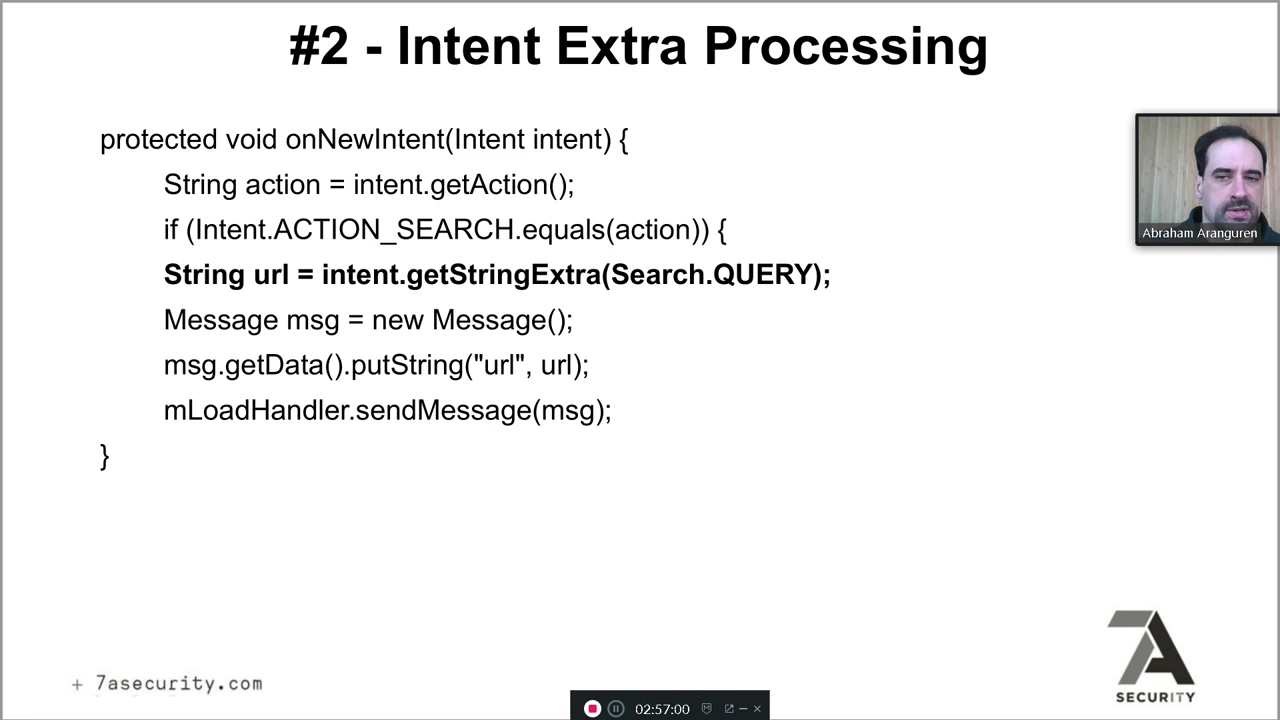 #2 - Intent Extra Processing
protected void onNewIntent(Intent intent) {
String action = intent.getAction();
if (Intent.ACTION_SEARCH.equals(action)) {
String url = intent.getStringExtra(Search.QUERY);
Message msg = new Message();
msg.getData().putString("url", url);
mLoadHandler.sendMessage(msg);
}
Abraham Aranguren
+ 7asecurity.com
02:57:00
7A
SECURITY